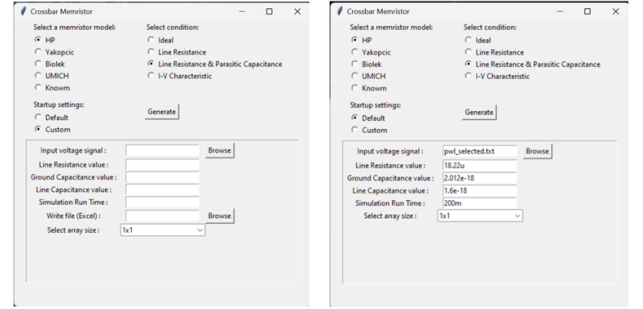 Crossbar Memristor
Select a memristor model:
Select condition:
HP
Ideal
Yakopcic
Line Resistance
Biolek
Line Resistance & Parasitic Capacitance
UMICH
I-V Characteristic
Knowm
Startup settings:
Default
Generate
Custom
Input voltage signal :
Browse
Line Resistance value :
Ground Capacitance value :
Line Capacitance value :
Simulation Run Time :
Write file (Excel) :
Browse
Select array size :
1x1
Crossbar Memristor
Select a memristor model:
Select condition:
HP
Ideal
Yakopcic
Line Resistance
Biolek
Line Resistance & Parasitic Capacitance
UMICH
I-V Characteristic
Knowm
Startup settings:
Default
Generate
Custom
Input voltage signal :
pwl_selected.txt
Browse
Line Resistance value :
18.22u
Ground Capacitance value :
2.012e-18
Line Capacitance value :
1.6e-18
Simulation Run Time :
200m
Select array size :
1x1